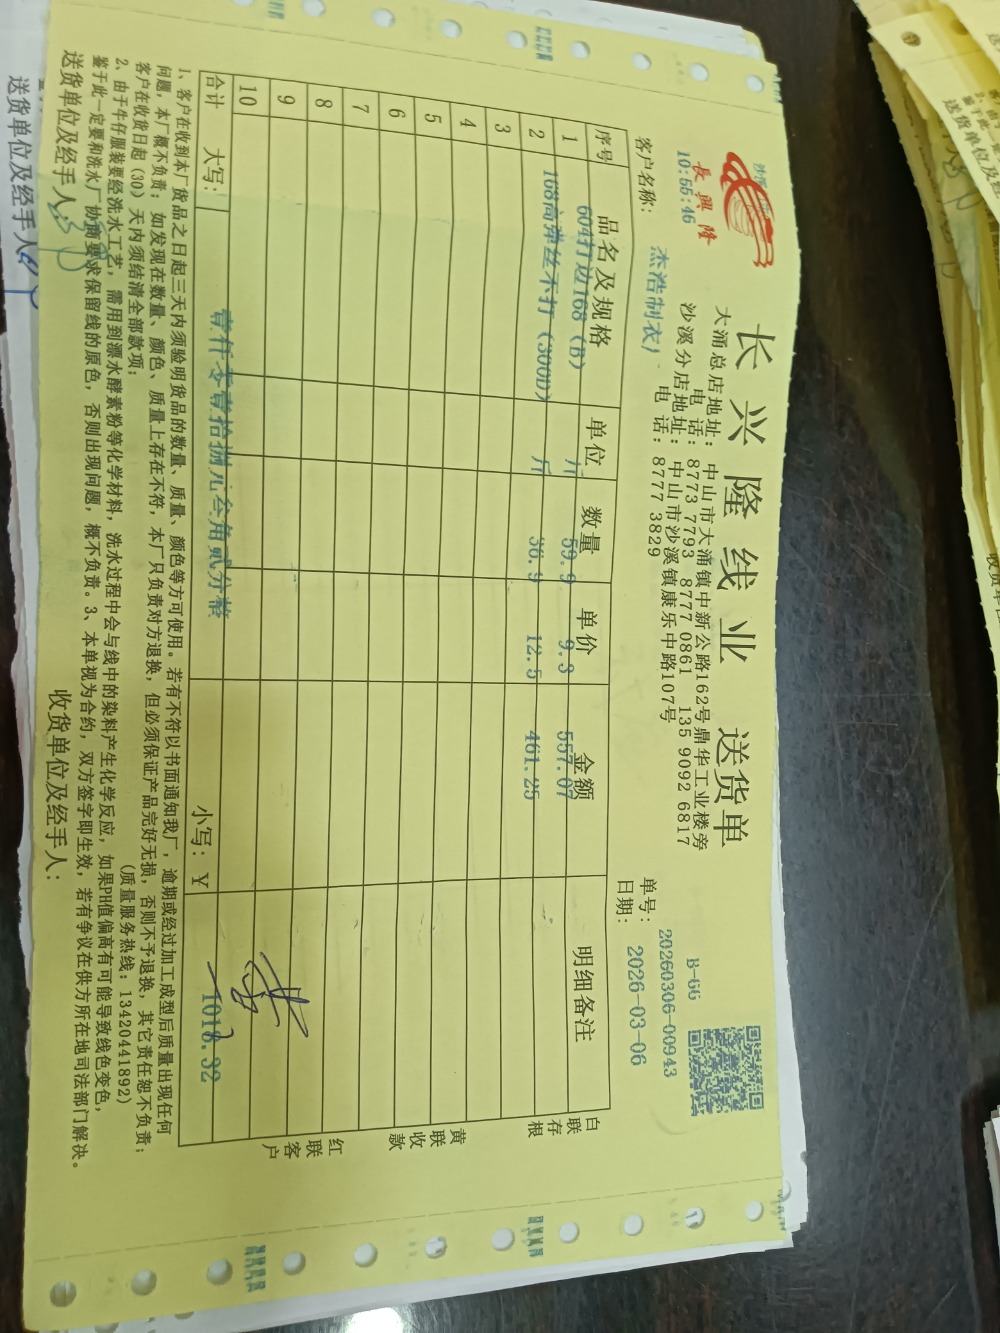 长兴隆线业 送货单
長興隆
10:55:46
大涌总店地址: 中山市大涌镇中新公路162号鼎华工业楼旁
电 话: 8773 7793 8777 0861 135 9092 6817
沙溪分店地址: 中山市沙溪镇康乐中路107号
电 话: 8777 3829
B-GG
单号: 20260306-00943
客户名称: 杰浩制衣厂
日期: 2026-03-06
序号 品名及规格 单位 数量 单价 金额 明细备注
1 604打边168 (B) 斤 59.9 9.3 557.07
2 168高弹丝不打 (300D) 斤 36.9 12.5 461.25
3
4
5
6
7
8
9
10
合计 大写: 壹仟零壹拾捌元叁角贰分整 小写: ¥ 1018.32
白联存根
黄联收款
红联客户
1、客户在收到本厂货品之日起三天内须验明货品的数量、质量、颜色等方可使用。若有不符以书面通知我厂,逾期或经过加工成型后质量出现任何
问题,本厂概不负责;如发现在数量、颜色、质量上存在不符,本厂只负责对方退换,但必须保证产品完好无损,否则不予退换,其它责任恕不负责;
客户在收货日起(30)天内须结清全部款项; (质量服务热线: 13420441892)
2、由于牛仔服装要经洗水工艺,需用到源水酵素粉等化学材料,洗水过程中会与线中的染料产生化学反应,如果PH值偏高有可能导致线色变色,
鉴于此一定要和洗水厂协商要求保留线的原色,否则出现问题,概不负责。3、本单视为合约,双方签字即生效,若有争议在供方所在地司法部门解决。
送货单位及经手人: 收货单位及经手人:
送货单位及经手人